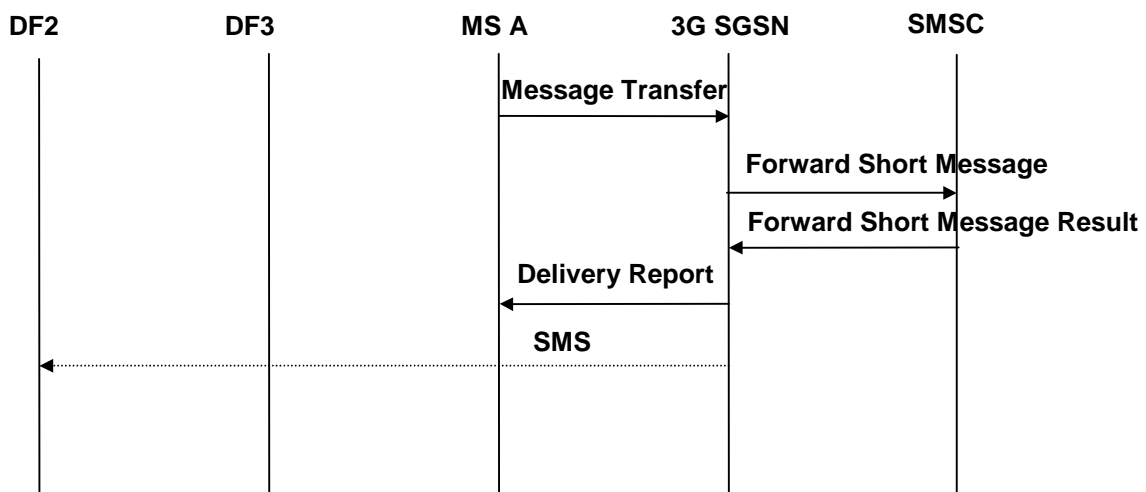 DF2 DF3 MS A 3G SGSN SMSC
Message Transfer
Forward Short Message
Forward Short Message Result
Delivery Report
SMS